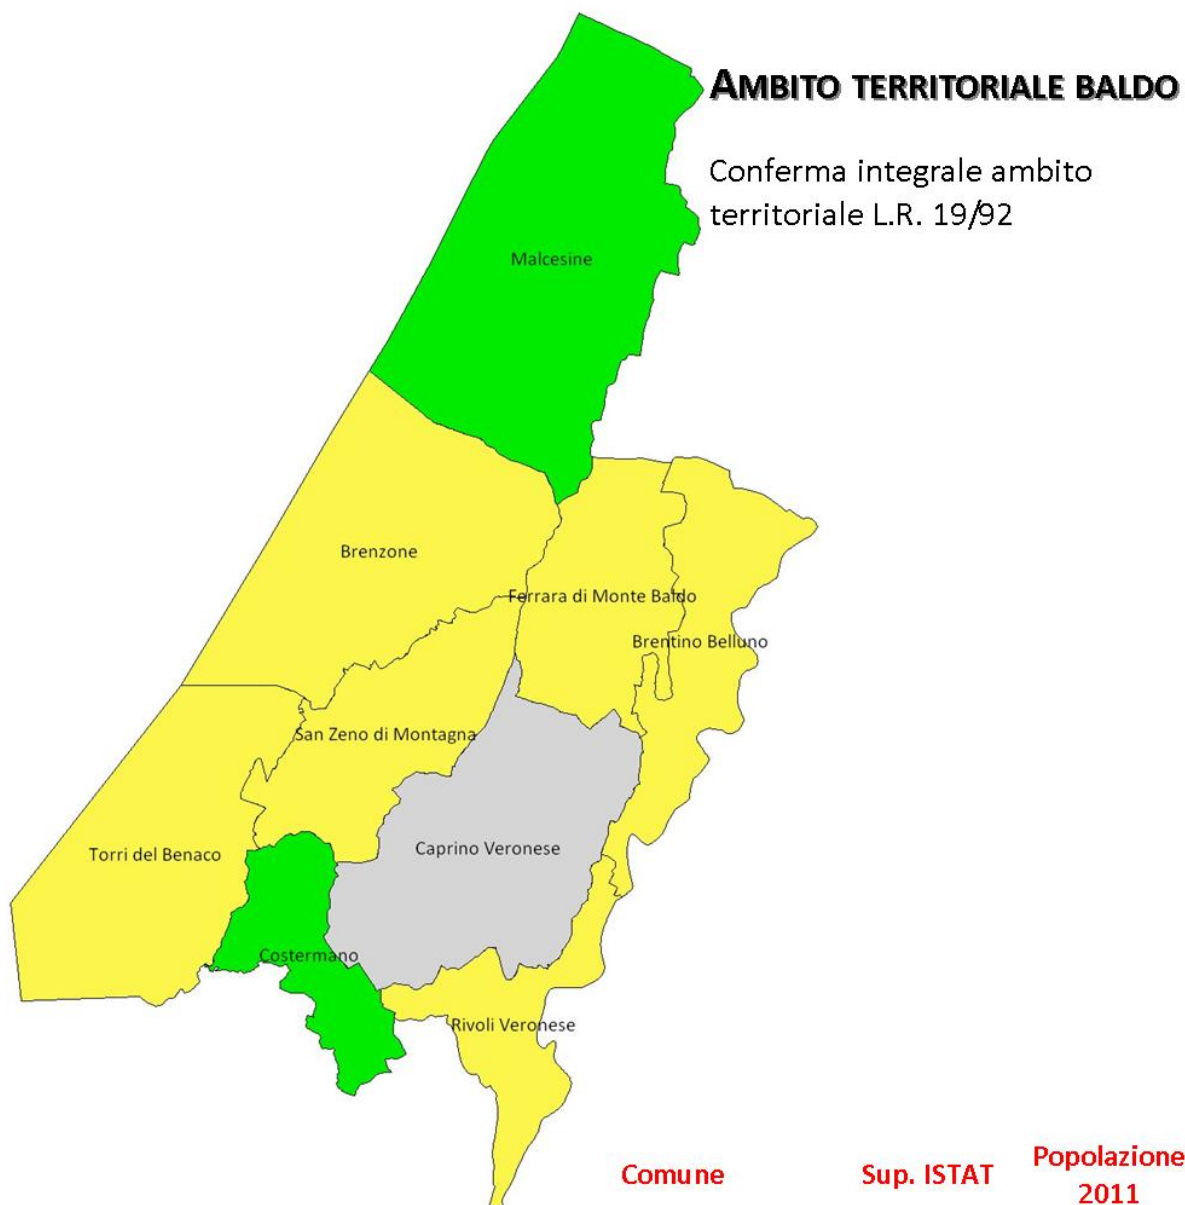 AMBITO TERRITORIALE BALDO
Conferma integrale ambito
territoriale L.R. 19/92
Malcesine
Brenzone
Ferrara di Monte Baldo
Brentino Belluno
San Zeno di Montagna
Caprino Veronese
Torri del Benaco
Costermano
Rivoli Veronese
Comune
Sup. ISTAT
Popolazione
2011